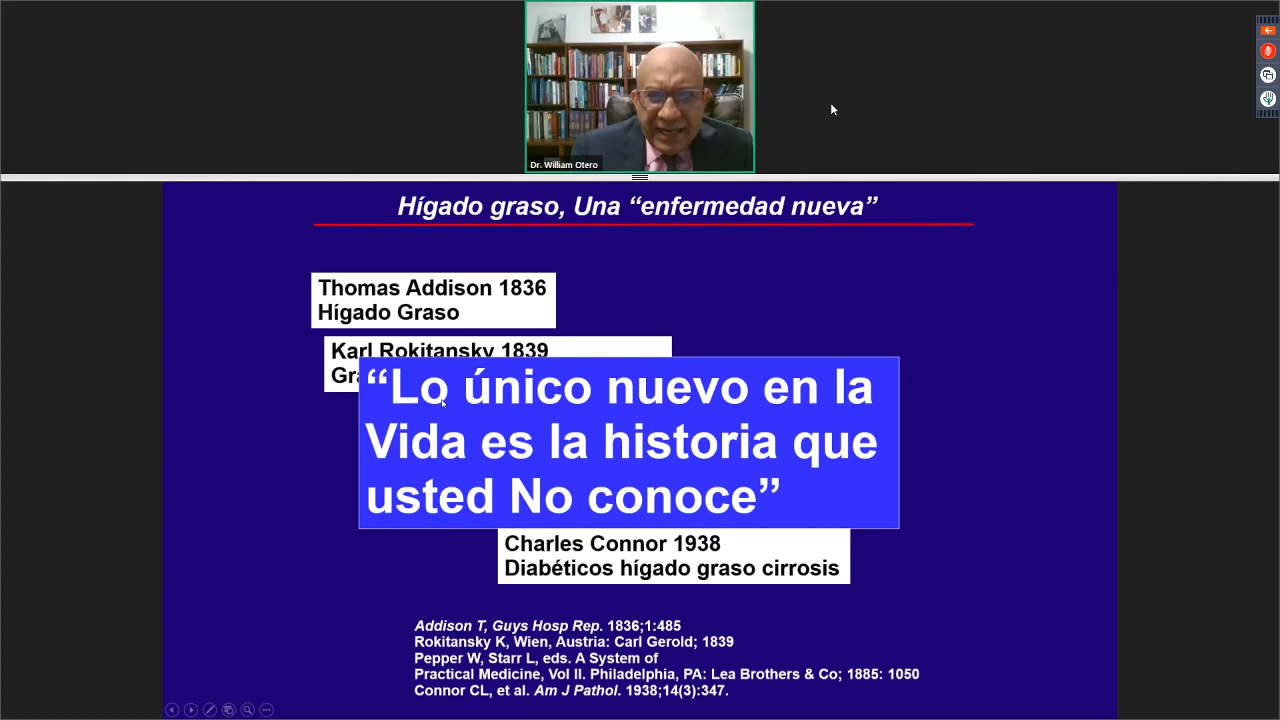 Dr. William Otero
Hígado graso, Una “enfermedad nueva”
Thomas Addison 1836
Hígado Graso
Karl Rokitansky 1839
“Lo único nuevo en la
Vida es la historia que
usted No conoce”
Charles Connor 1938
Diabéticos hígado graso cirrosis
Addison T, Guys Hosp Rep. 1836;1:485
Rokitansky K, Wien, Austria: Carl Gerold; 1839
Pepper W, Starr L, eds. A System of
Practical Medicine, Vol II. Philadelphia, PA: Lea Brothers & Co; 1885: 1050
Connor CL, et al. Am J Pathol. 1938;14(3):347.